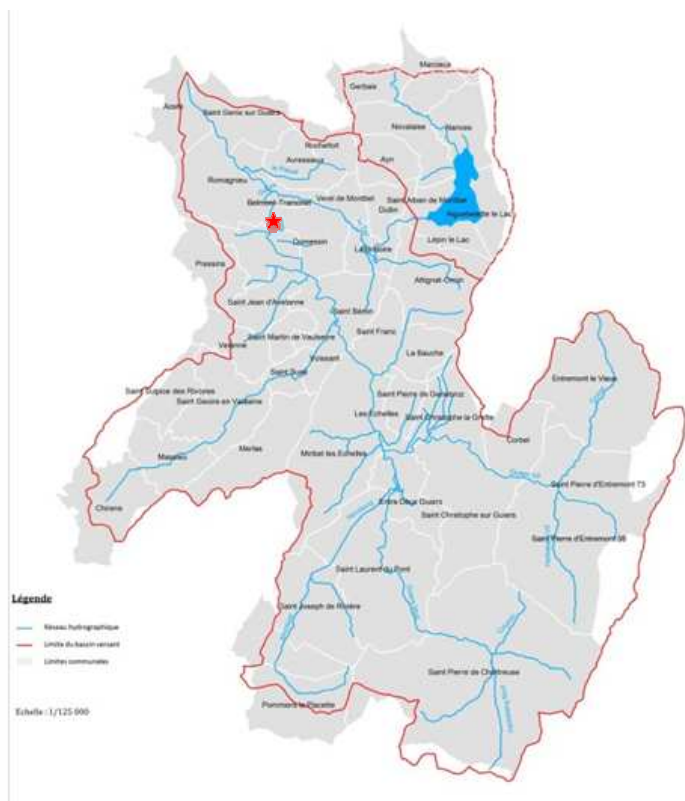 Marcieux
Gerbaix
Aoste
Saint Genix sur Guiers
Novalaise
Nances
Rochefort
Avressieux
Ayn
Romagnieu
Verel de Montbel
Saint Alban de Montbel
Belmont-Tramonet
Dullin
Aiguebelette le Lac
Domessin
La Bridoire
Lépin le Lac
Pressins
Attignat-Oncin
Saint Jean d'Avelanne
Saint Béron
Saint Franc
Saint Martin de Vaulserre
Velanne
Voissant
La Bauche
Entremont le Vieux
Saint Bueil
Saint Sulpice des Rivoires
Saint Geoire en Valdaine
Saint Pierre de Genebroz
Les Echelles
Saint Christophe la Grotte
Corbel
Merlas
Massieu
Miribel les Echelles
Saint Pierre d'Entremont 73
Chirens
Entre Deux Guiers
Saint Christophe sur Guiers
Saint Pierre d'Entremont 38
Saint Laurent du Pont
Saint Joseph de Rivière
Saint Pierre de Chartreuse
Pommiers la Placette
Légende
Réseau hydrographique
Limite du bassin versant
Limites communales
Echelle : 1/125 000